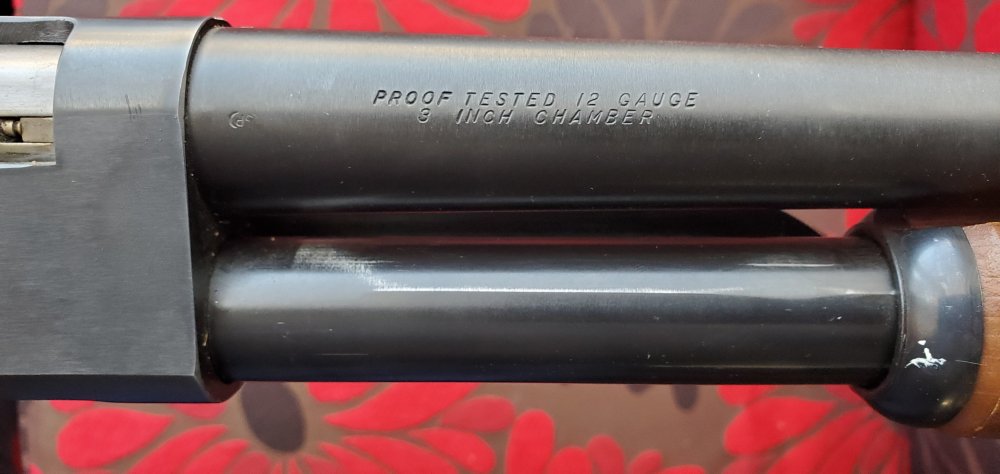 PROOF TESTED 12 GAUGE
3 INCH CHAMBER